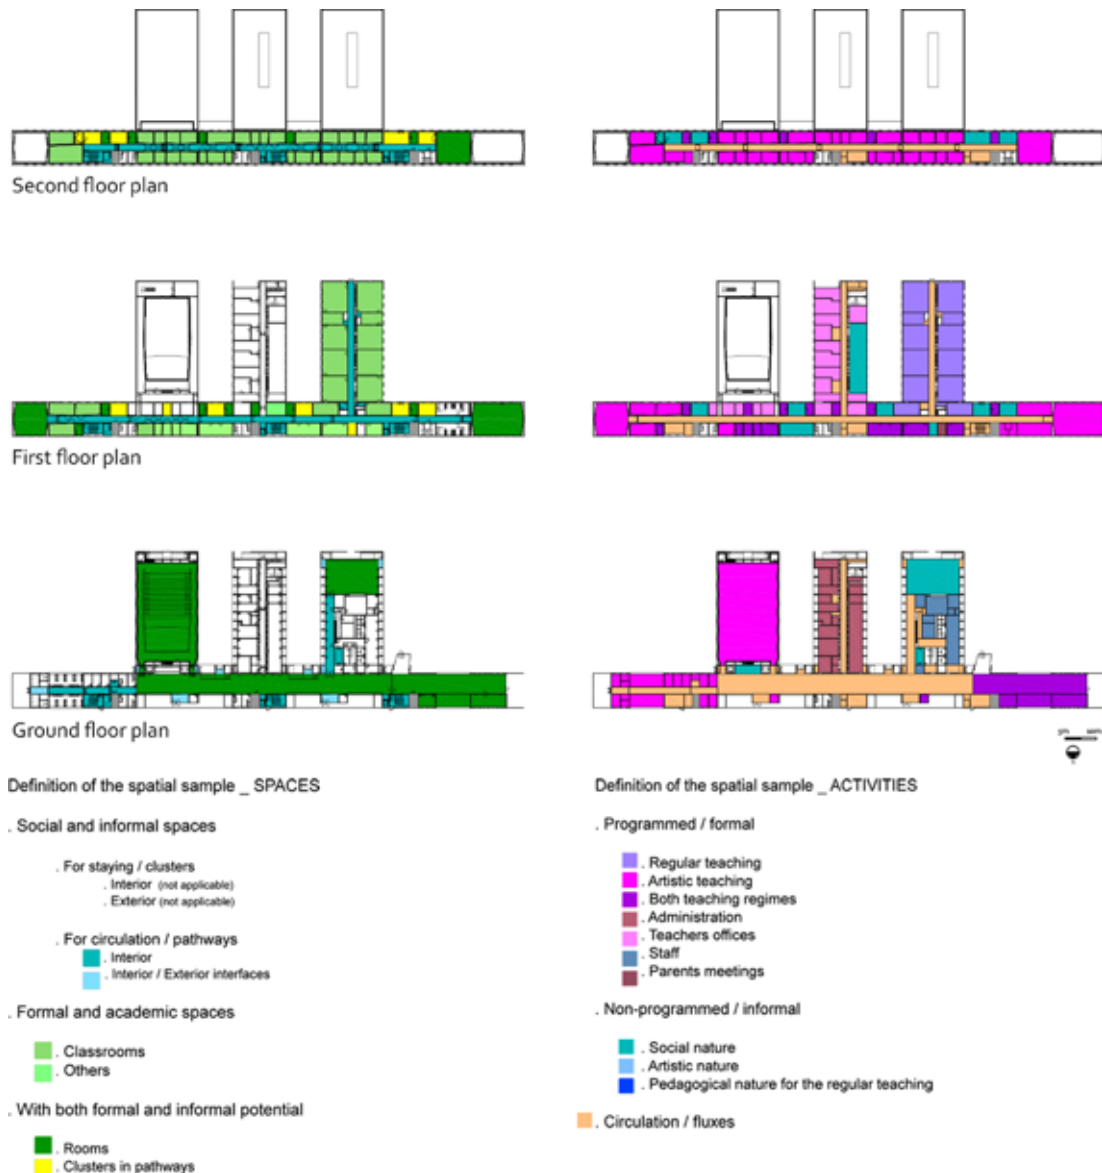 Second floor plan
First floor plan
Ground floor plan
Definition of the spatial sample _ SPACES
. Social and informal spaces
. For staying / clusters
. Interior (not applicable)
. Exterior (not applicable)
. For circulation / pathways
. Interior
. Interior / Exterior interfaces
. Formal and academic spaces
. Classrooms
. Others
. With both formal and informal potential
. Rooms
. Clusters in pathways
Definition of the spatial sample _ ACTIVITIES
. Programmed / formal
. Regular teaching
. Artistic teaching
. Both teaching regimes
. Administration
. Teachers offices
. Staff
. Parents meetings
. Non-programmed / informal
. Social nature
. Artistic nature
. Pedagogical nature for the regular teaching
. Circulation / fluxes